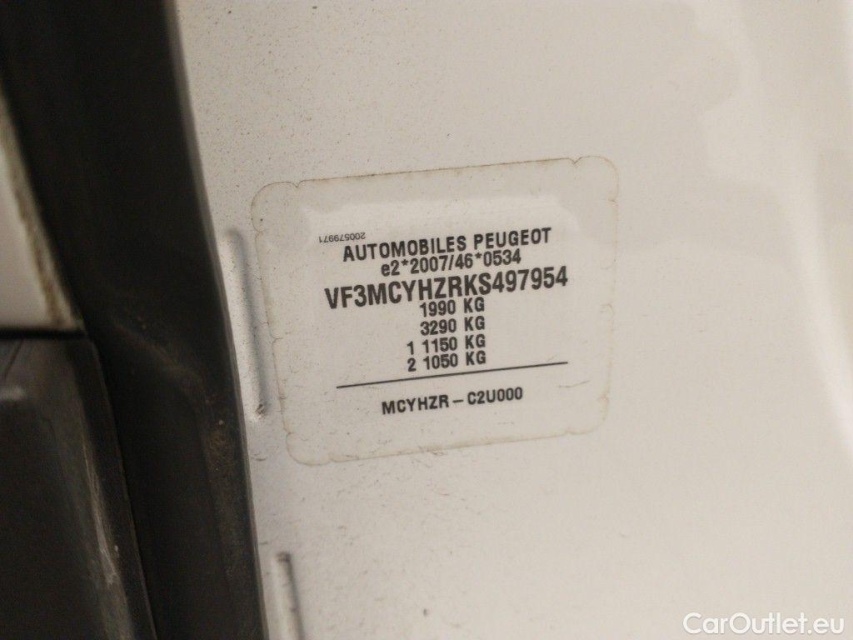 200579971
AUTOMOBILES PEUGEOT
e2*2007/46*0534
VF3MCYHZRKS497954
1990 KG
3290 KG
1 1150 KG
2 1050 KG
MCYHZR - C2U000
CarOutlet.eu